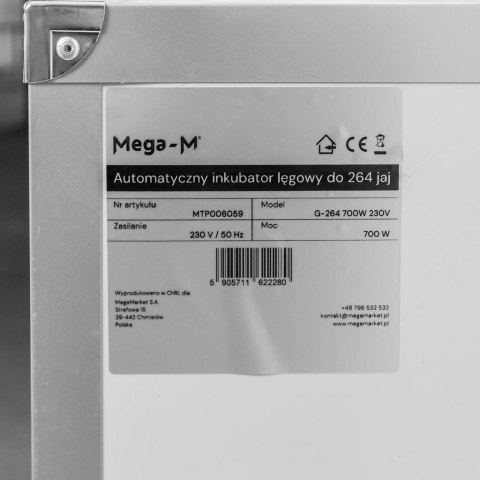 Mega-M®
CE
Automatyczny inkubator lęgowy do 264 jaj
Nr artykułu MTP006059 Model G-264 700W 230V
Zasilanie 230 V / 50 Hz Moc 700 W
5 905711 622280
Wyprodukowano w ChRL dla:
MegaMarket S.A
Strefowa 15
39-442 Chmielów
Polska
+48 798 532 532
kontakt@megamarket.pl
www.megamarket.pl